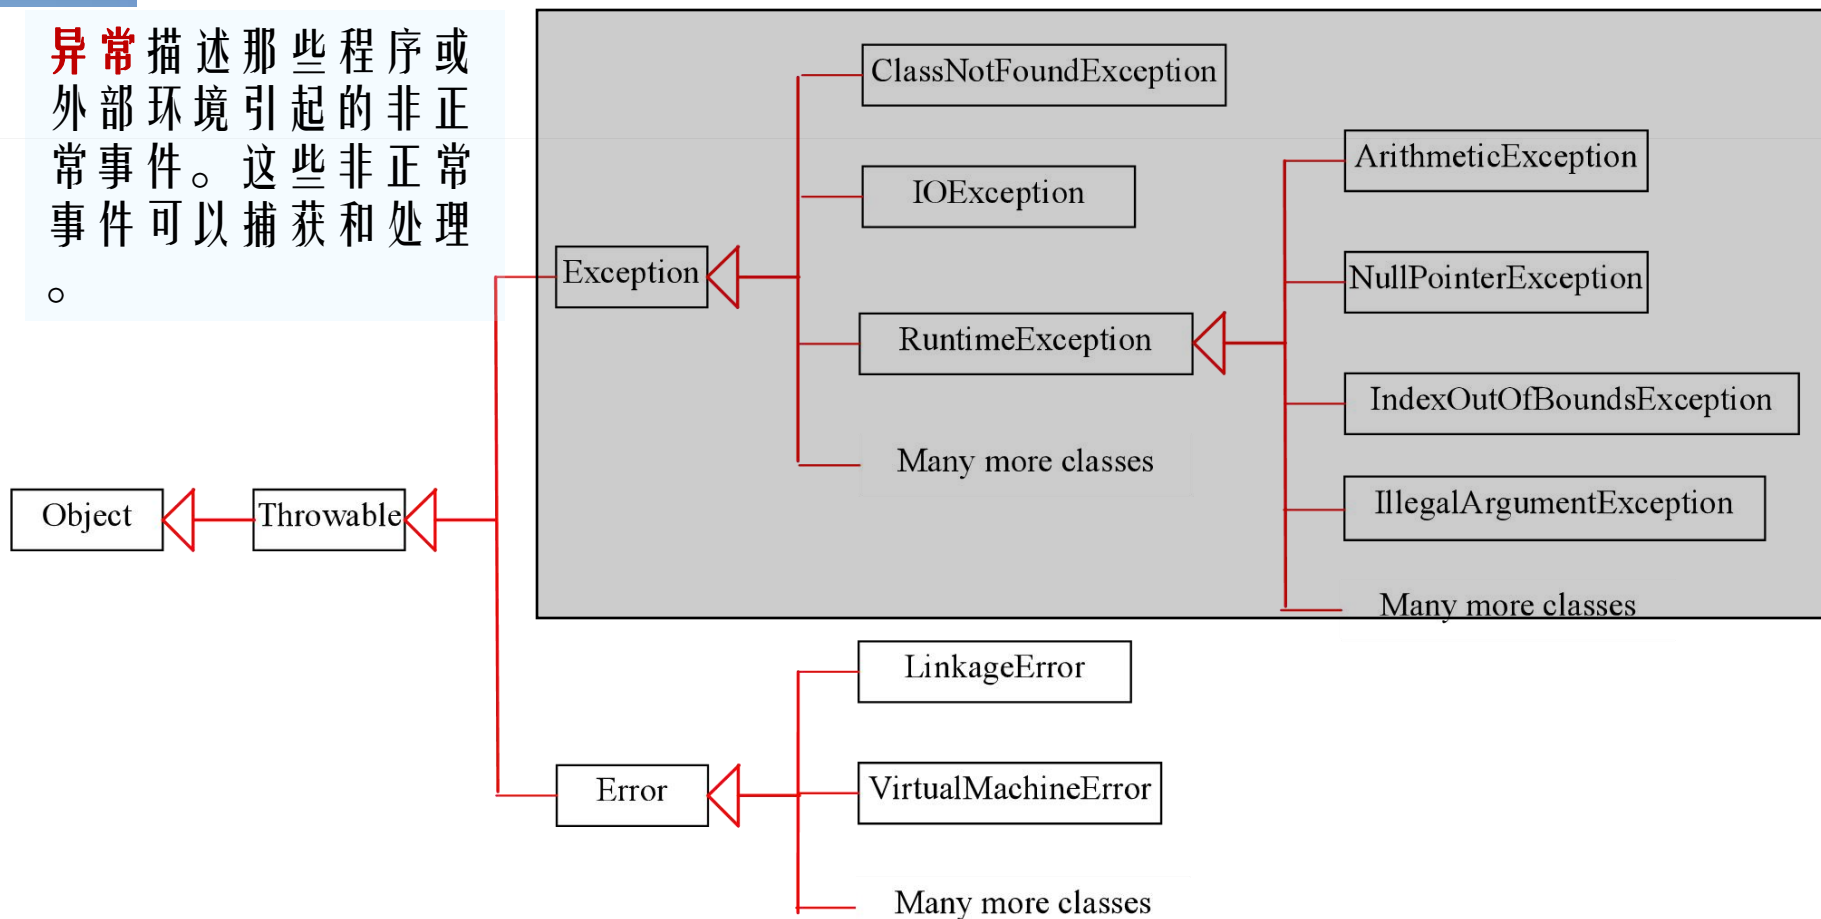 异常描述那些程序或
外部环境引起的非正
常事件。这些非正常
事件可以捕获和处理
。
ClassNotFoundException
ArithmeticException
IOException
Exception
NullPointerException
RuntimeException
IndexOutOfBoundsException
Many more classes
IllegalArgumentException
Object
Throwable
Many more classes
LinkageError
Error
VirtualMachineError
Many more classes